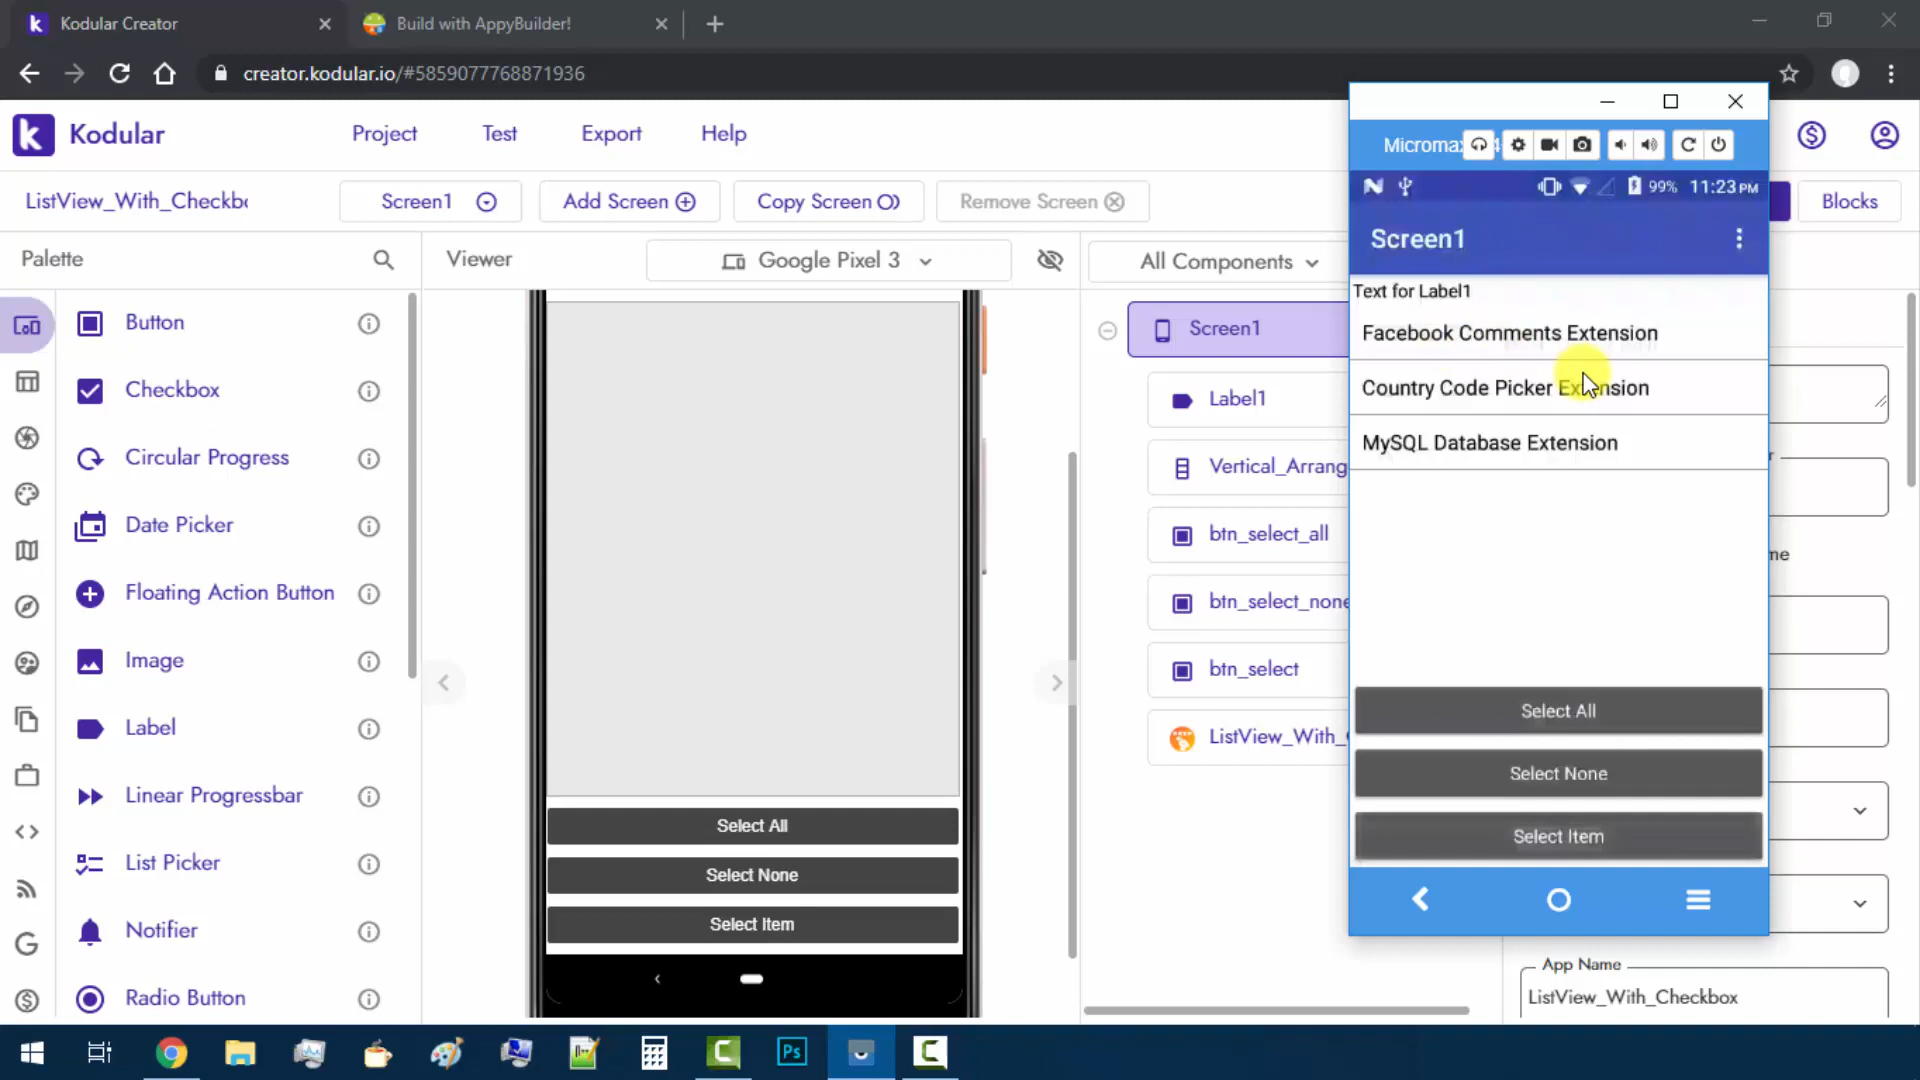 Kodular Creator
Build with AppyBuilder!
creator.kodular.io/#5859077768871936
Kodular
Project
Test
Export
Help
ListView_With_Checkb
Screen1
Add Screen
Copy Screen
Remove Screen
Blocks
Palette
Viewer
Google Pixel 3
All Components
Button
Checkbox
Circular Progress
Date Picker
Floating Action Button
Image
Label
Linear Progressbar
List Picker
Notifier
Radio Button
Select All
Select None
Select Item
Screen1
Label1
Vertical_Arrang
btn_select_all
btn_select_none
btn_select
ListView_With_
Micromax
99%
11:23 PM
Screen1
Text for Label1
Facebook Comments Extension
Country Code Picker Extension
MySQL Database Extension
Select All
Select None
Select Item
me
App Name
ListView_With_Checkbox
Ps